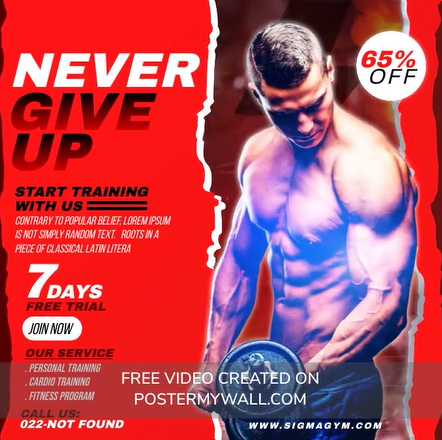 NEVER
GIVE
UP
65%
OFF
START TRAINING
WITH US
CONTRARY TO POPULAR BELIEF, LOREM IPSUM
IS NOT SIMPLY RANDOM TEXT. ROOTS IN A
PIECE OF CLASSICAL LATIN LITERA
7DAYS
FREE TRIAL
JOIN NOW
OUR SERVICE
. PERSONAL TRAINING
. CARDIO TRAINING
. FITNESS PROGRAM
FREE VIDEO CREATED ON
POSTERMYWALL.COM
CALL US:
022-NOT FOUND
WWW.SIGMAGYM.COM